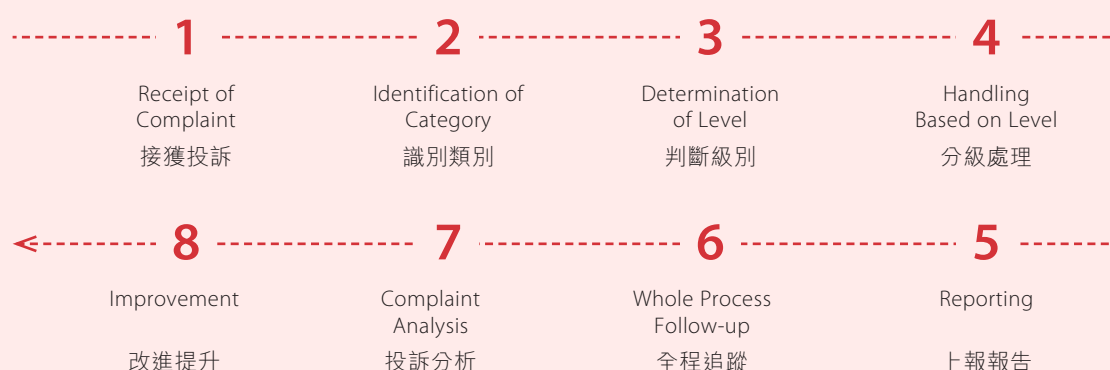 1
Receipt of
Complaint
接獲投訴
2
Identification of
Category
識別類別
3
Determination
of Level
判斷級別
4
Handling
Based on Level
分級處理
5
Reporting
上報報告
6
Whole Process
Follow-up
全程追蹤
7
Complaint
Analysis
投訴分析
8
Improvement
改進提升